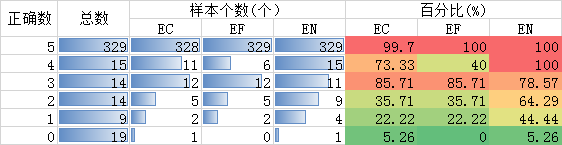 正确数 总数 样本个数(个) 百分比(%)
EC EF EN EC EF EN
5 329 328 329 329 99.7 100 100
4 15 11 6 15 73.33 40 100
3 14 12 12 11 85.71 85.71 78.57
2 14 5 5 9 35.71 35.71 64.29
1 9 2 2 4 22.22 22.22 44.44
0 19 1 0 1 5.26 0 5.26